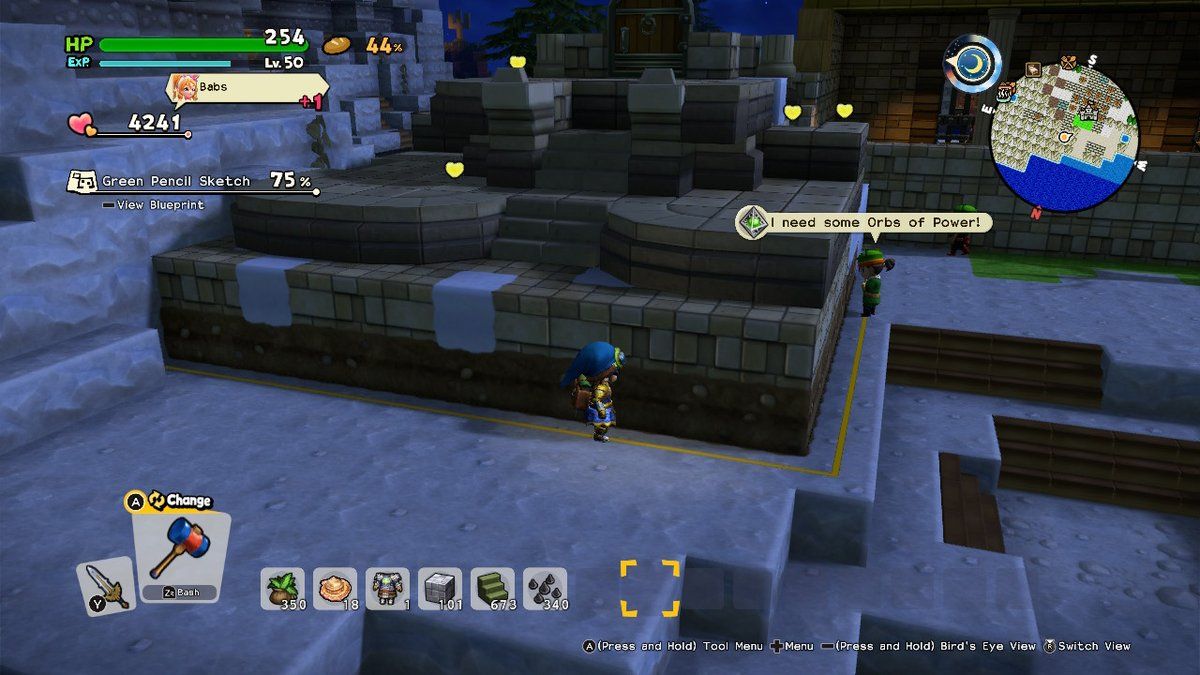 HP 254 44%
EXP. Lv.50
Babs +1
4241
Green Pencil Sketch 75%
View Blueprint
S
E
W
N
I need some Orbs of Power!
A Change
Y
ZR Bash
350 18 1 101 673 340
A (Press and Hold) Tool Menu Menu (Press and Hold) Bird's Eye View R Switch View